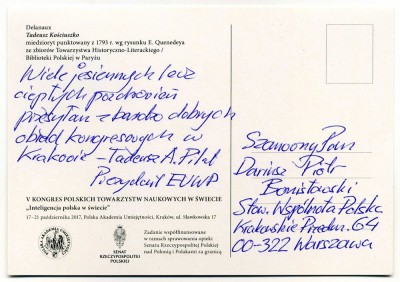 Delanaux
Tadeusz Kościuszko
miedzioryt punktowany z 1793 r. wg rysunku E. Quenedeya
ze zbiorów Towarzystwa Historyczno-Literackiego /
Biblioteki Polskiej w Paryżu
Wiele jesiennych lecz
ciepłych pozdrowień
przesyłam z bardzo dobrych
obrad kongresowych w
Krakowie - Tadeusz A.
Prezydent EUWP
V KONGRES POLSKICH TOWARZYSTW NAUKOWYCH W ŚWIECIE
„Inteligencja polska w świecie”
17–21 października 2017, Polska Akademia Umiejętności, Kraków, ul. Sławkowska 17
SENAT
RZECZYPOSPOLITEJ
POLSKIEJ
Zadanie współfinansowane
w ramach sprawowania opieki
Senatu Rzeczypospolitej Polskiej
nad Polonią i Polakami za granicą
Szanowny Pan
Dariusz Piotr
Bonisławski
Stow. Wspólnota Polska
Krakowskie Przedm. 64
00-322 Warszawa